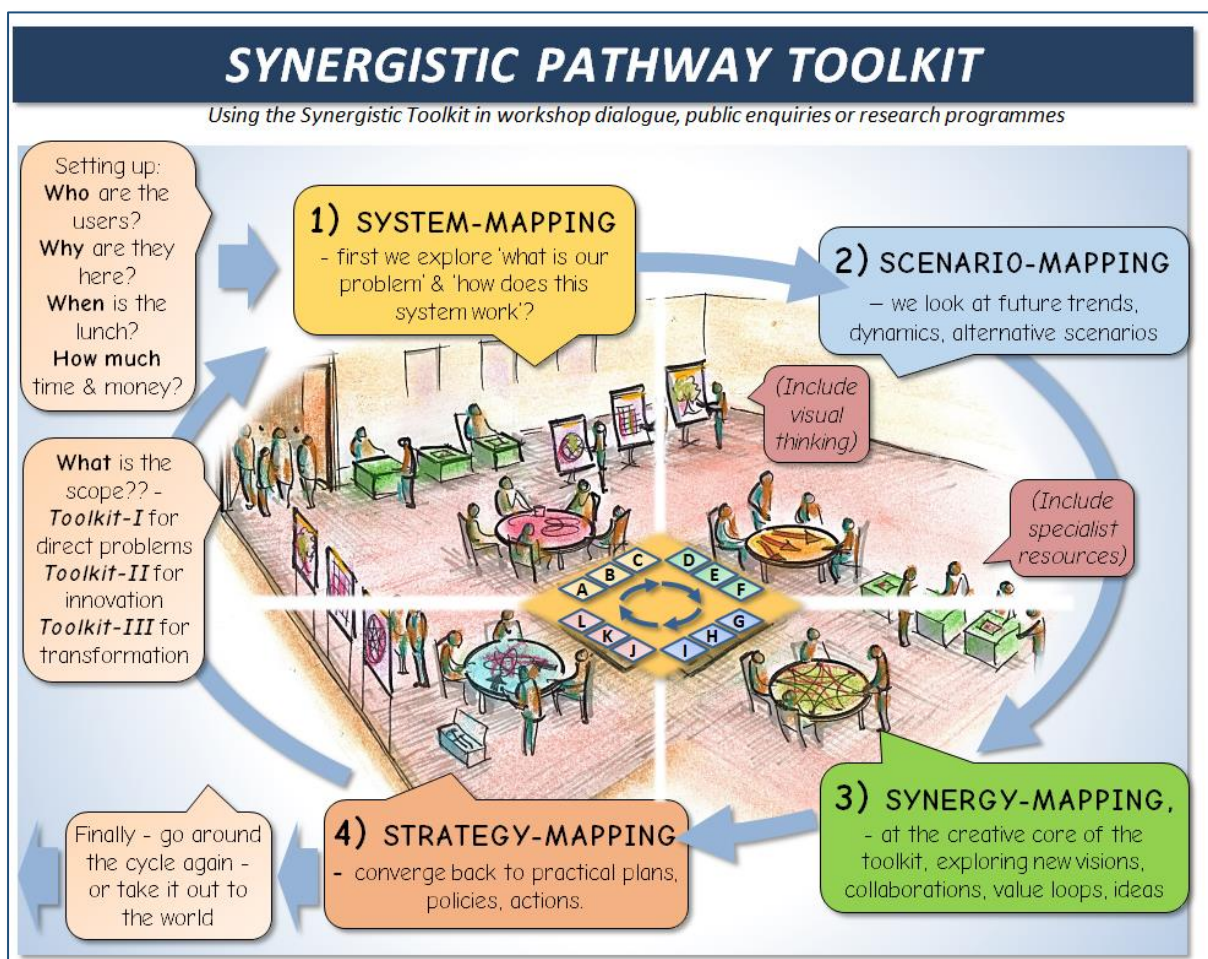 SYNERGISTIC PATHWAY TOOLKIT
Using the Synergistic Toolkit in workshop dialogue, public enquiries or research programmes
Setting up:
Who are the
users?
Why are they
here?
When is the
lunch?
How much
time & money?
1) SYSTEM-MAPPING
- first we explore 'what is our
problem' & 'how does this
system work'?
2) SCENARIO-MAPPING
– we look at future trends,
dynamics, alternative scenarios
(Include
visual
thinking)
(Include
specialist
resources)
What is the
scope?? -
Toolkit-I for
direct problems
Toolkit-II for
innovation
Toolkit-III for
transformation
A
B
C
D
E
F
G
H
I
J
K
L
3) SYNERGY-MAPPING,
- at the creative core of the
toolkit, exploring new visions,
collaborations, value loops, ideas
4) STRATEGY-MAPPING
- converge back to practical plans,
policies, actions.
Finally - go around
the cycle again -
or take it out to
the world